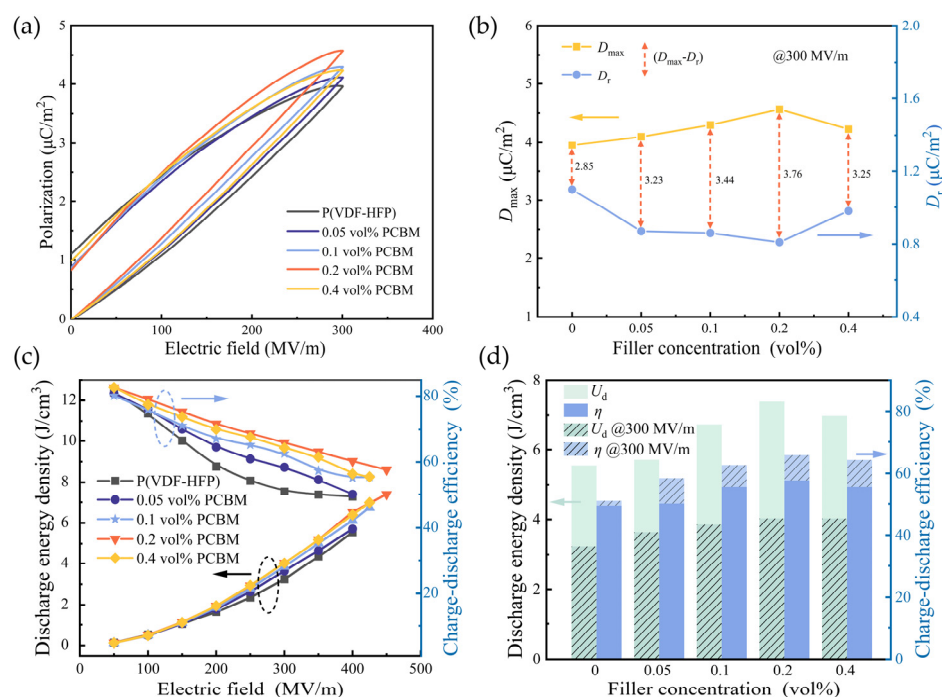 (a)
5
4
3
2
1
0
Polarization (μC/m²)
P(VDF-HFP)
0.05 vol% PCBM
0.1 vol% PCBM
0.2 vol% PCBM
0.4 vol% PCBM
0 100 200 300 400
Electric field (MV/m)
(b)
6
5
4
3
2
1
Dmax (μC/m²)
Dmax
Dr
(Dmax-Dr)
@300 MV/m
2.85
3.23
3.44
3.76
3.25
2.0
1.6
1.2
0.8
0.4
Dr (μC/m²)
0 0.05 0.1 0.2 0.4
Filler concentration (vol%)
(c)
12
10
8
6
4
2
0
Discharge energy density (J/cm³)
P(VDF-HFP)
0.05 vol% PCBM
0.1 vol% PCBM
0.2 vol% PCBM
0.4 vol% PCBM
80
60
40
20
Charge-discharge efficiency (%)
0 100 200 300 400 500
Electric field (MV/m)
(d)
8
6
4
2
0
Discharge energy density (J/cm³)
Ud
η
Ud @300 MV/m
η @300 MV/m
80
60
40
20
0
Charge-discharge efficiency (%)
0 0.05 0.1 0.2 0.4
Filler concentration (vol%)